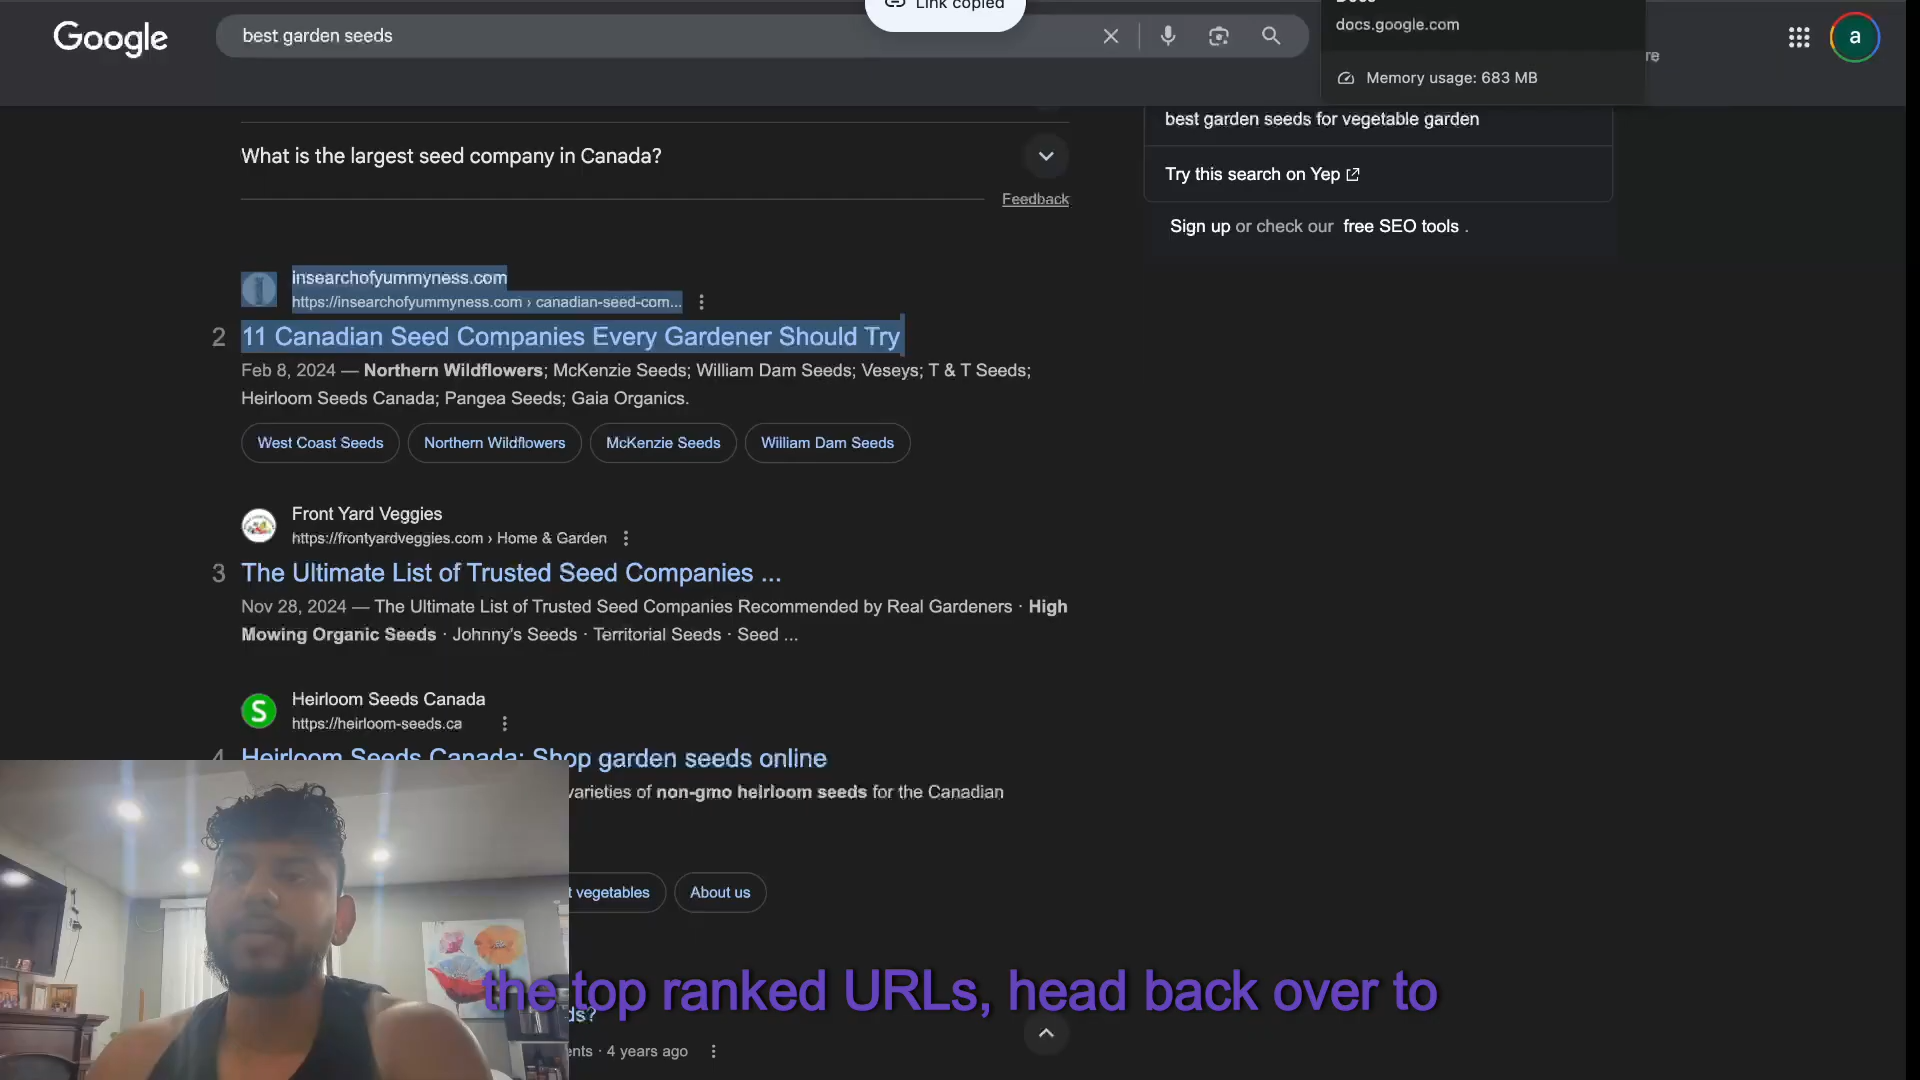 Link copied
docs.google.com
Google
best garden seeds
a
Memory usage: 683 MB
best garden seeds for vegetable garden
What is the largest seed company in Canada?
Try this search on Yep
Feedback
Sign up or check our free SEO tools .
insearchofyummyness.com
https://insearchofyummyness.com › canadian-seed-com...
2 11 Canadian Seed Companies Every Gardener Should Try
Feb 8, 2024 — Northern Wildflowers; McKenzie Seeds; William Dam Seeds; Veseys; T & T Seeds;
Heirloom Seeds Canada; Pangea Seeds; Gaia Organics.
West Coast Seeds
Northern Wildflowers
McKenzie Seeds
William Dam Seeds
Front Yard Veggies
https://frontyardveggies.com › Home & Garden
3 The Ultimate List of Trusted Seed Companies ...
Nov 28, 2024 — The Ultimate List of Trusted Seed Companies Recommended by Real Gardeners · High
Mowing Organic Seeds · Johnny's Seeds · Territorial Seeds · Seed ...
S
Heirloom Seeds Canada
https://heirloom-seeds.ca
4 Heirloom Seeds Canada: Shop garden seeds online
varieties of non-gmo heirloom seeds for the Canadian
t vegetables
About us
the top ranked URLs, head back over to
ds?
ents · 4 years ago